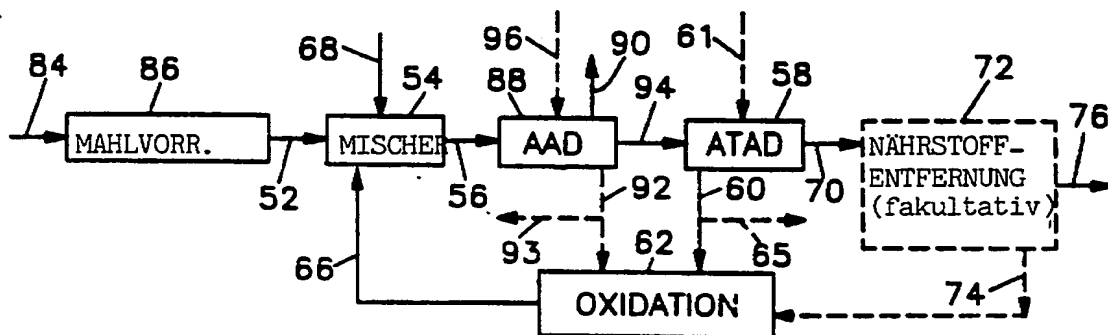 84
86
MAHLVORR.
52
68
54
MISCHER
56
96
90
88
AAD
94
61
58
ATAD
70
72
NÄHRSTOFF-
ENTFERNUNG
(fakultativ)
76
92
93
60
65
66
62
OXIDATION
74